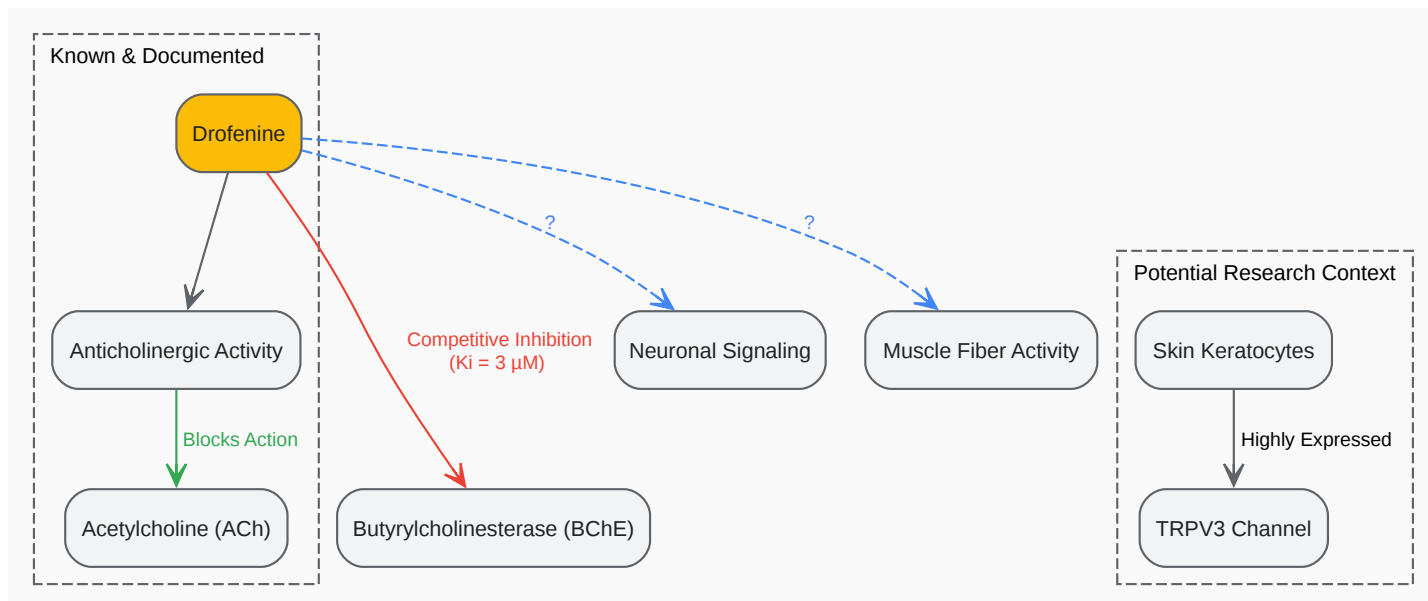 Known & Documented
Drofenine
?
?
Potential Research Context
Anticholinergic Activity
Competitive Inhibition
(Ki = 3 µM)
Neuronal Signaling
Muscle Fiber Activity
Skin Keratocytes
Blocks Action
Highly Expressed
Acetylcholine (ACh)
Butyrylcholinesterase (BChE)
TRPV3 Channel